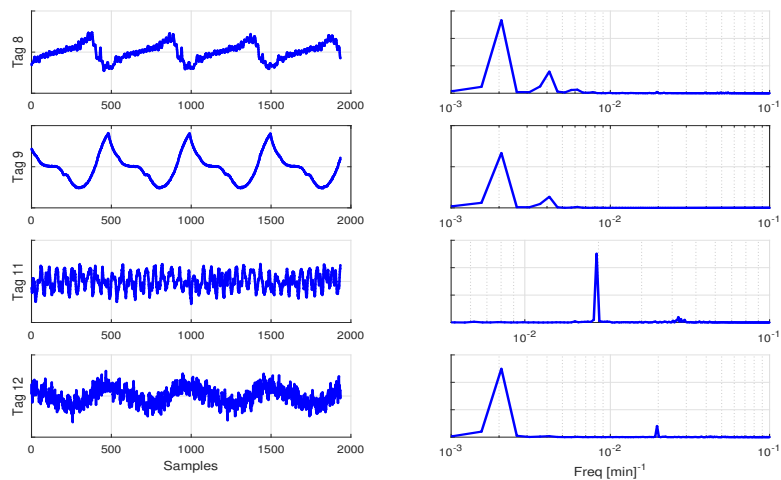 Tag 8
0 500 1000 1500 2000
10-3 10-2 10-1
Tag 9
0 500 1000 1500 2000
10-3 10-2 10-1
Tag 11
0 500 1000 1500 2000
10-2 10-1
Tag 12
0 500 1000 1500 2000
10-3 10-2 10-1
Samples
Freq [min]-1